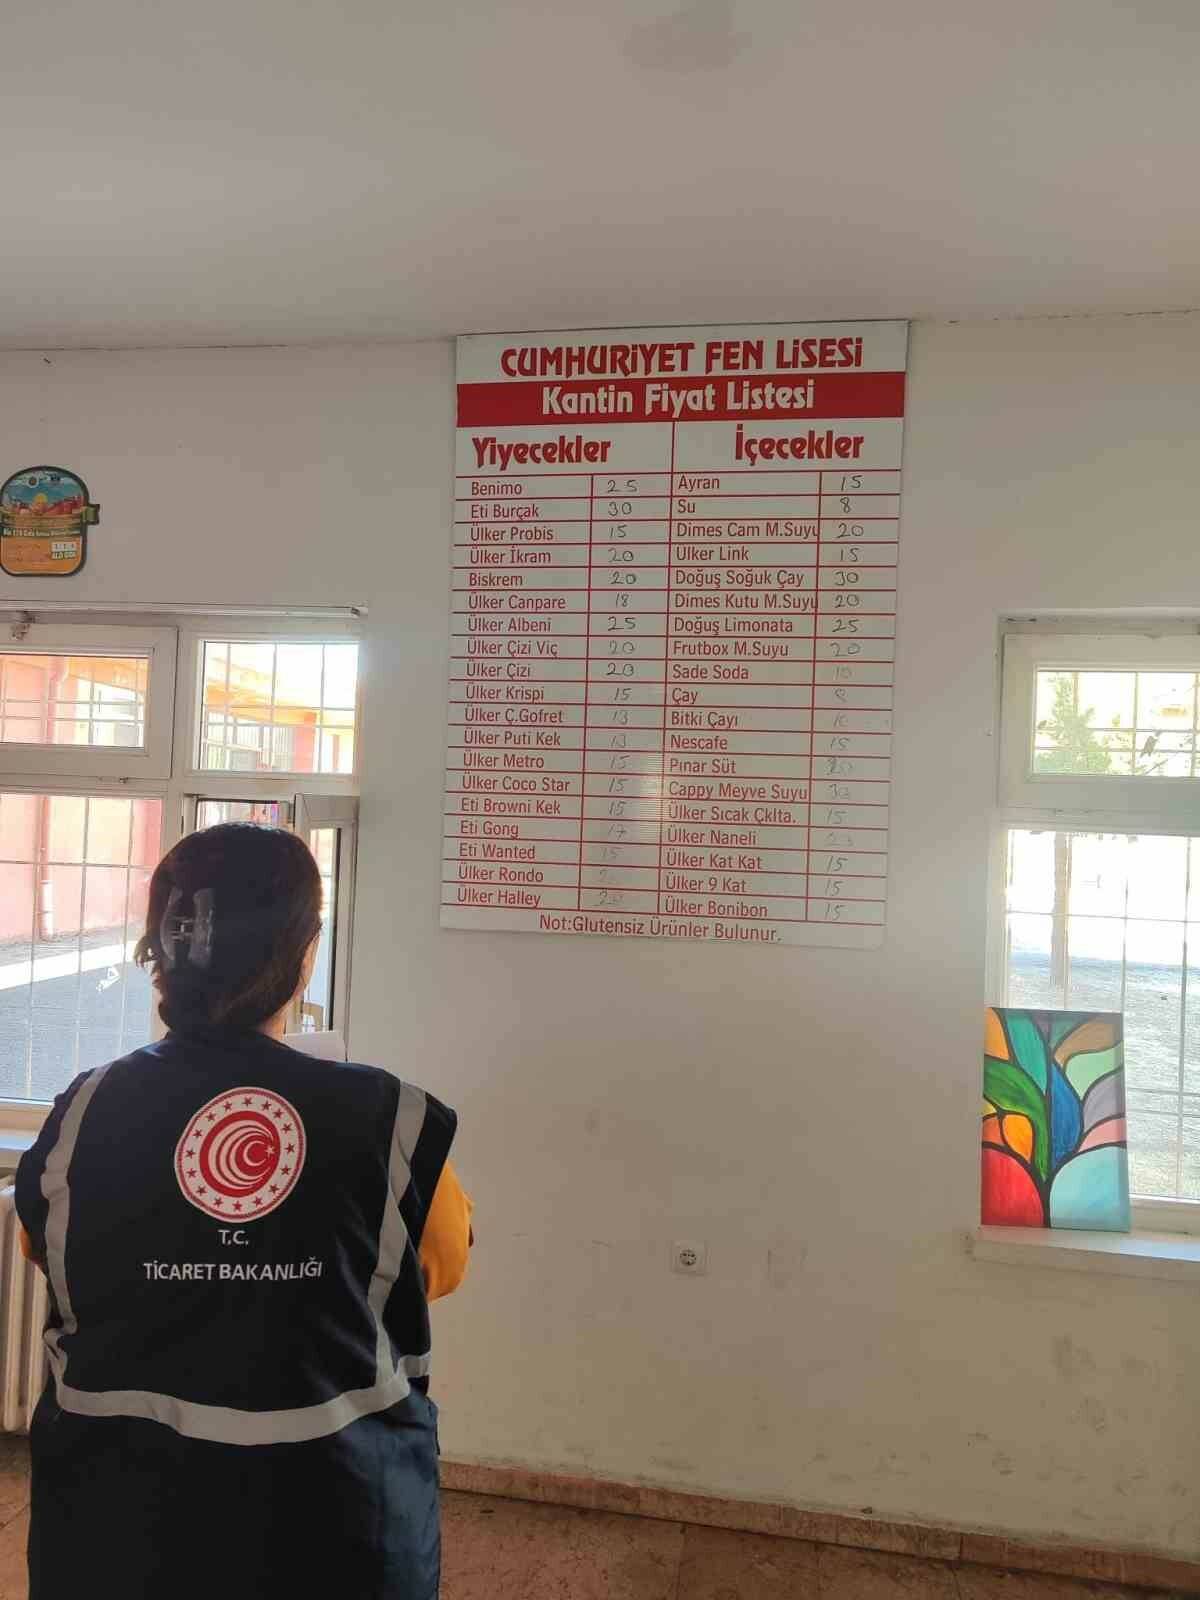 CUMHURİYET FEN LİSESİ
Kantin Fiyat Listesi
Yiyecekler
Benimo 25
Eti Burçak 30
Ülker Probis 15
Ülker İkram 20
Biskrem 20
Ülker Canpare 18
Ülker Albeni 25
Ülker Çizi Viç 20
Ülker Çizi 20
Ülker Krispi 15
Ülker Ç.Gofret 13
Ülker Puti Kek 13
Ülker Metro 15
Ülker Coco Star 15
Eti Browni Kek 15
Eti Gong 17
Eti Wanted 15
Ülker Rondo
Ülker Halley 20
İçecekler
Ayran 15
Su 8
Dimes Cam M.Suyu 20
Ülker Link 15
Doğuş Soğuk Çay 30
Dimes Kutu M.Suyu 20
Doğuş Limonata 25
Frutbox M.Suyu 20
Sade Soda 10
Çay 8
Bitki Çayı 10
Nescafe 15
Pınar Süt
Cappy Meyve Suyu 30
Ülker Sıcak Çklta. 15
Ülker Naneli
Ülker Kat Kat 15
Ülker 9 Kat 15
Ülker Bonibon 15
Not:Glutensiz Ürünler Bulunur.
ALO GIDA
T.C.
TİCARET BAKANLIĞI